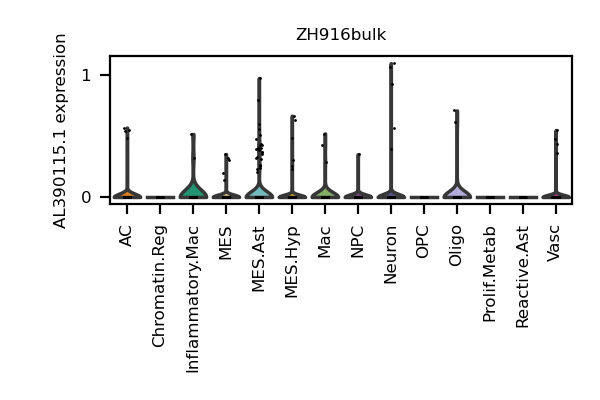 ZH916bulk
AL390115.1 expression
1
0
AC
Chromatin.Reg
Inflammatory.Mac
MES
MES.Ast
MES.Hyp
Mac
NPC
Neuron
OPC
Oligo
Prolif.Metab
Reactive.Ast
Vasc